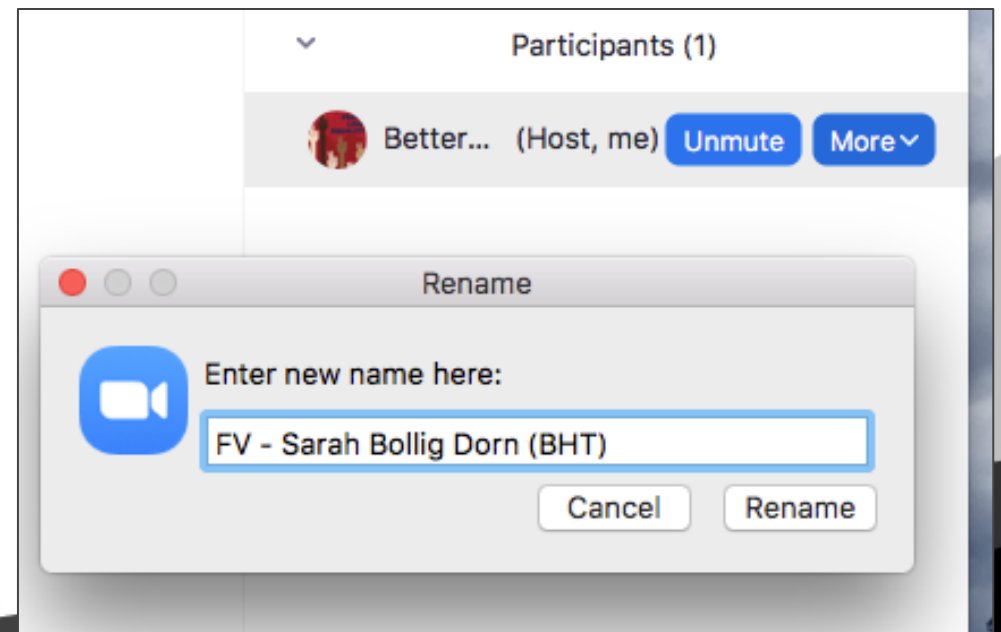 Participants (1)
Better... (Host, me) Unmute More
Rename
Enter new name here:
FV - Sarah Bollig Dorn (BHT)
Cancel Rename